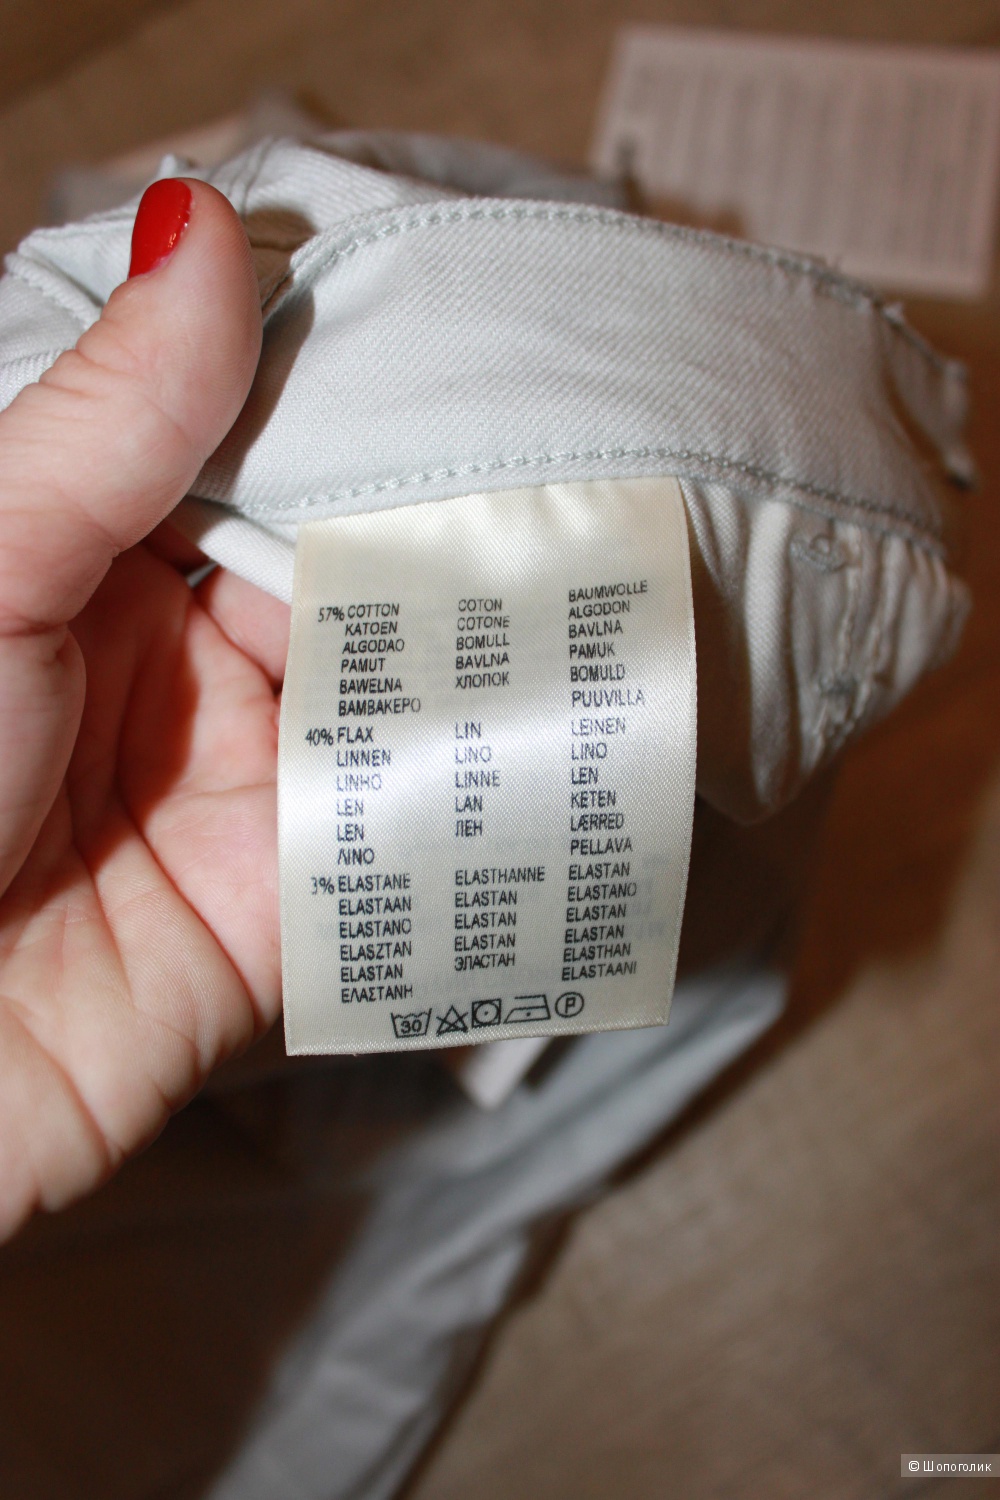 57% COTTON COTON BAUMWOLLE
KATOEN COTONE ALGODON
ALGODAO BOMULL BAVLNA
PAMUT BAVLNA PAMUK
BAWELNA ХЛОПОК BOMULD
BAMBAKEPO PUUVILLA
40% FLAX LIN LEINEN
LINNEN LINO LINO
LINHO LINNE LEN
LEN LAN KETEN
LEN ЛЕН LÆRRED
ΛINO PELLAVA
3% ELASTANE ELASTHANNE ELASTAN
ELASTAAN ELASTAN ELASTANO
ELASTANO ELASTAN ELASTAN
ELASZTAN ELASTAN ELASTAN
ELASTAN ЭЛАСТАН ELASTHAN
ΕΛΑΣΤΑΝΗ ELASTAANI
30 P
© Шопоголик